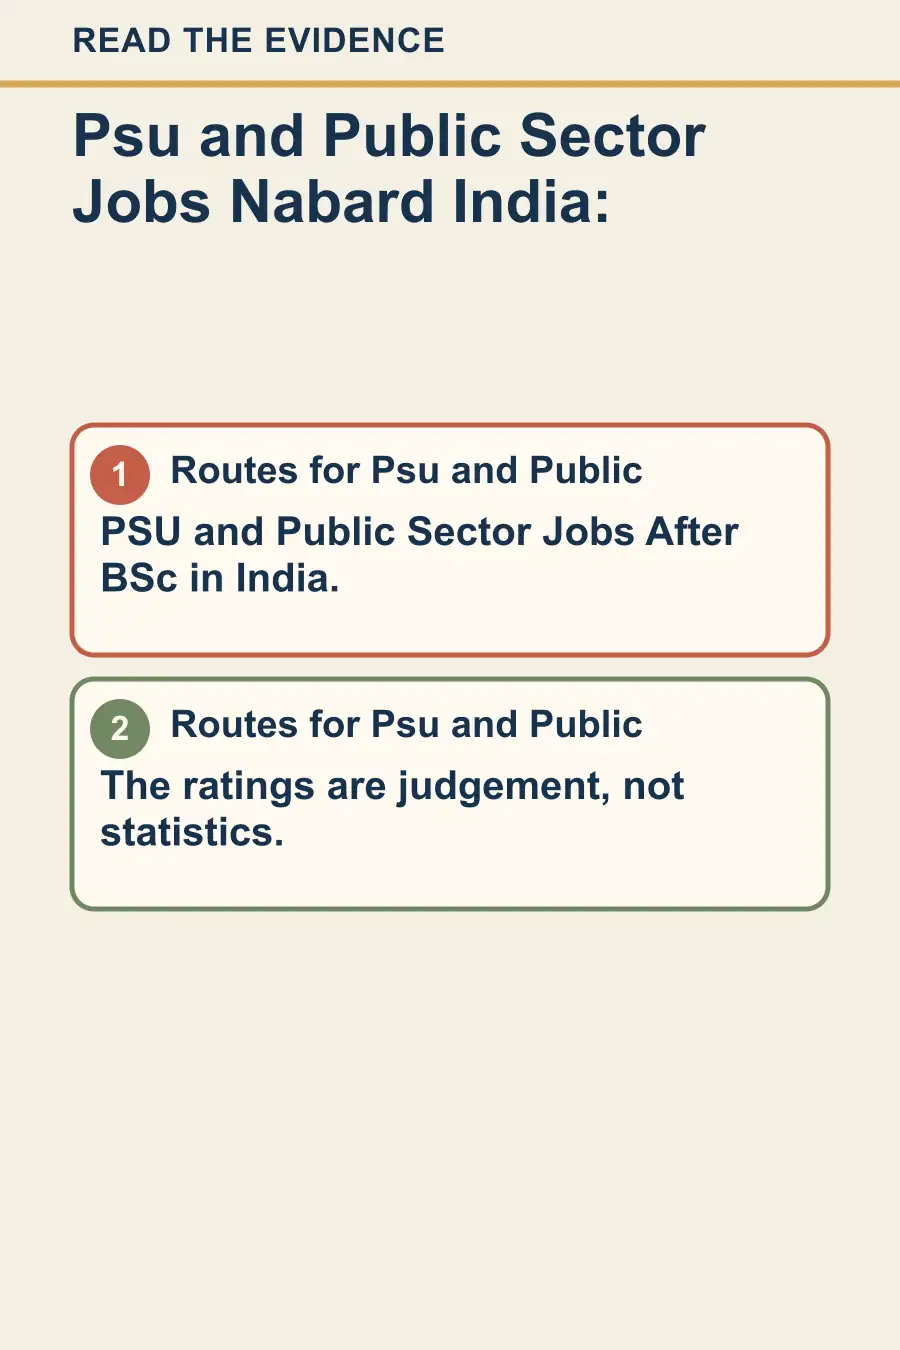 READ THE EVIDENCE
Psu and Public Sector
Jobs Nabard India:
1
Routes for Psu and Public
PSU and Public Sector Jobs After
BSc in India.
2
Routes for Psu and Public
The ratings are judgement, not
statistics.